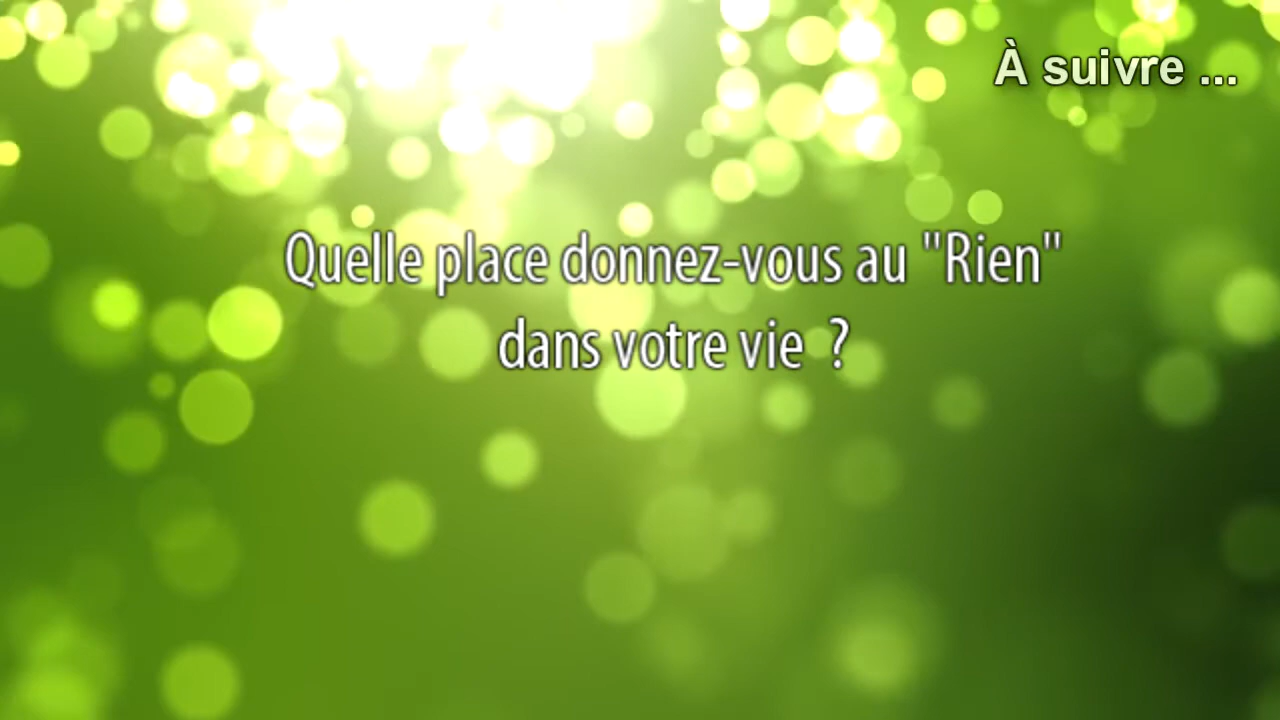 À suivre ...
Quelle place donnez-vous au "Rien"
dans votre vie ?